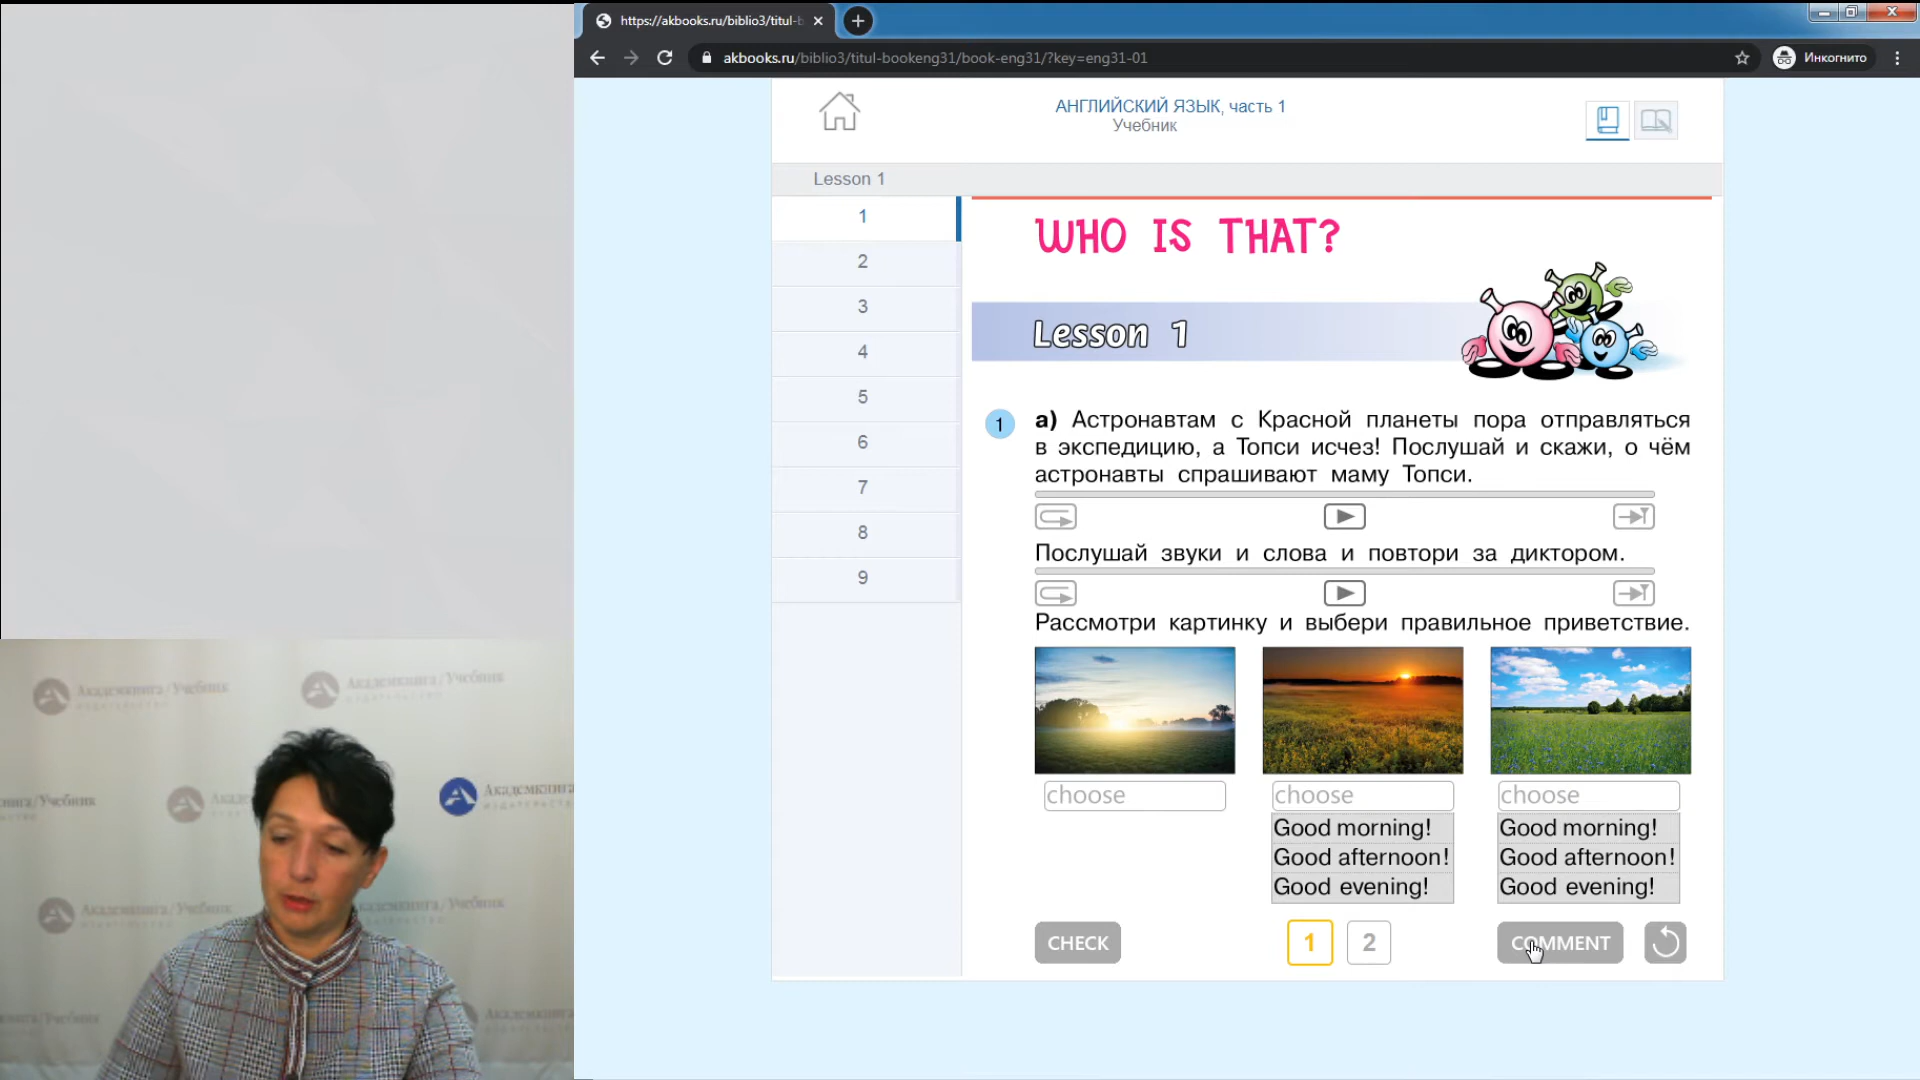 https://akbooks.ru/biblio3/titul-b
akbooks.ru/biblio3/titul-bookeng31/book-eng31/?key=eng31-01
Инкогнито
АНГЛИЙСКИЙ ЯЗЫК, часть 1
Учебник
Lesson 1
1
2
3
4
5
6
7
8
9
WHO IS THAT?
Lesson 1
1
а) Астронавтам с Красной планеты пора отправляться
в экспедицию, а Топси исчез! Послушай и скажи, о чём
астронавты спрашивают маму Топси.
Послушай звуки и слова и повтори за диктором.
Рассмотри картинку и выбери правильное приветствие.
choose
choose
Good morning!
Good afternoon!
Good evening!
choose
Good morning!
Good afternoon!
Good evening!
CHECK
1
2
COMMENT
Академкнига/Учебник
Академкнига/Учебник